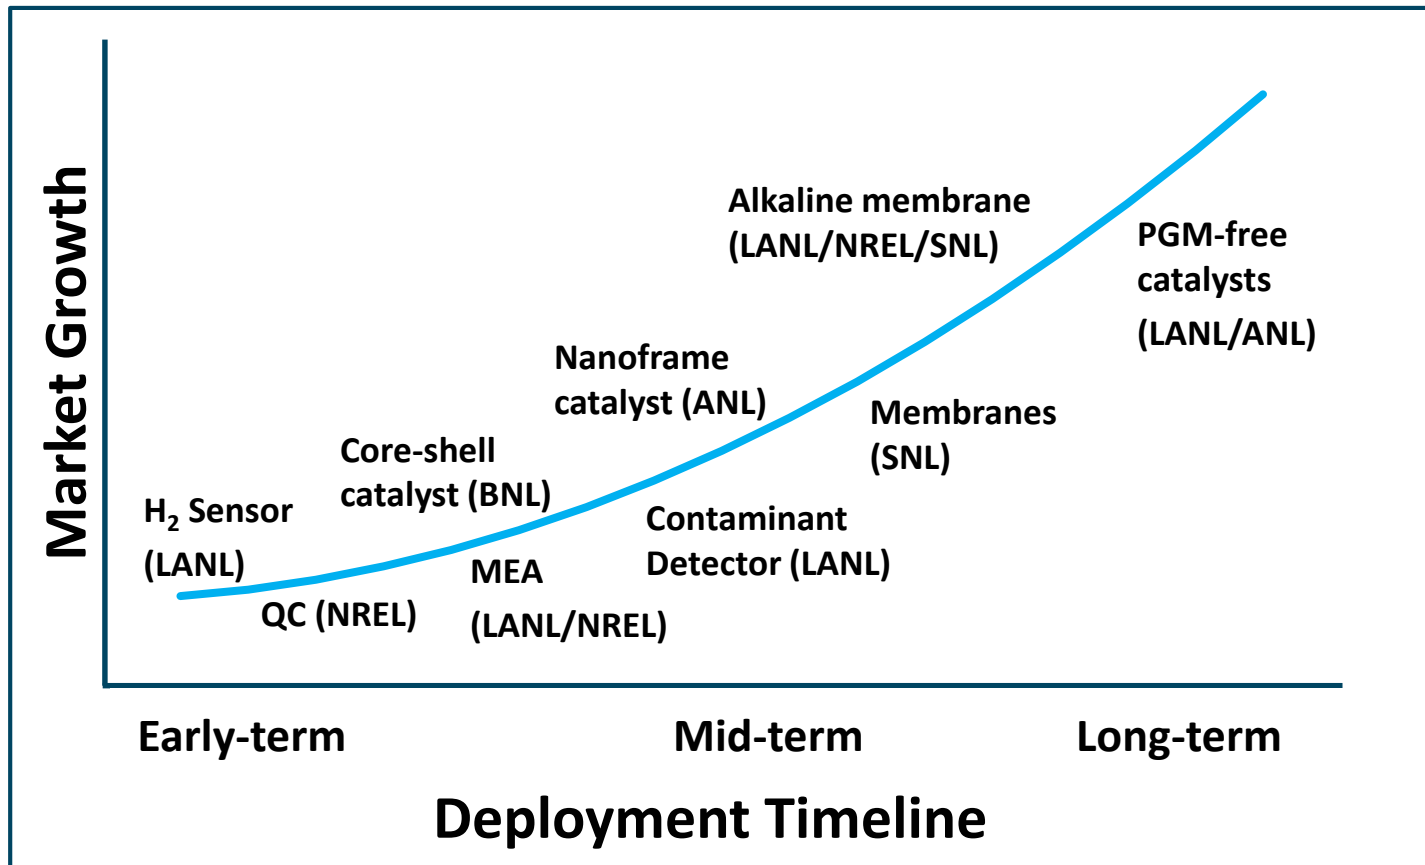 Market Growth
Alkaline membrane
(LANL/NREL/SNL)
PGM-free
catalysts
(LANL/ANL)
Nanoframe
catalyst (ANL)
Membranes
(SNL)
Core-shell
catalyst (BNL)
H₂ Sensor
(LANL)
Contaminant
Detector (LANL)
MEA
(LANL/NREL)
QC (NREL)
Early-term
Mid-term
Long-term
Deployment Timeline